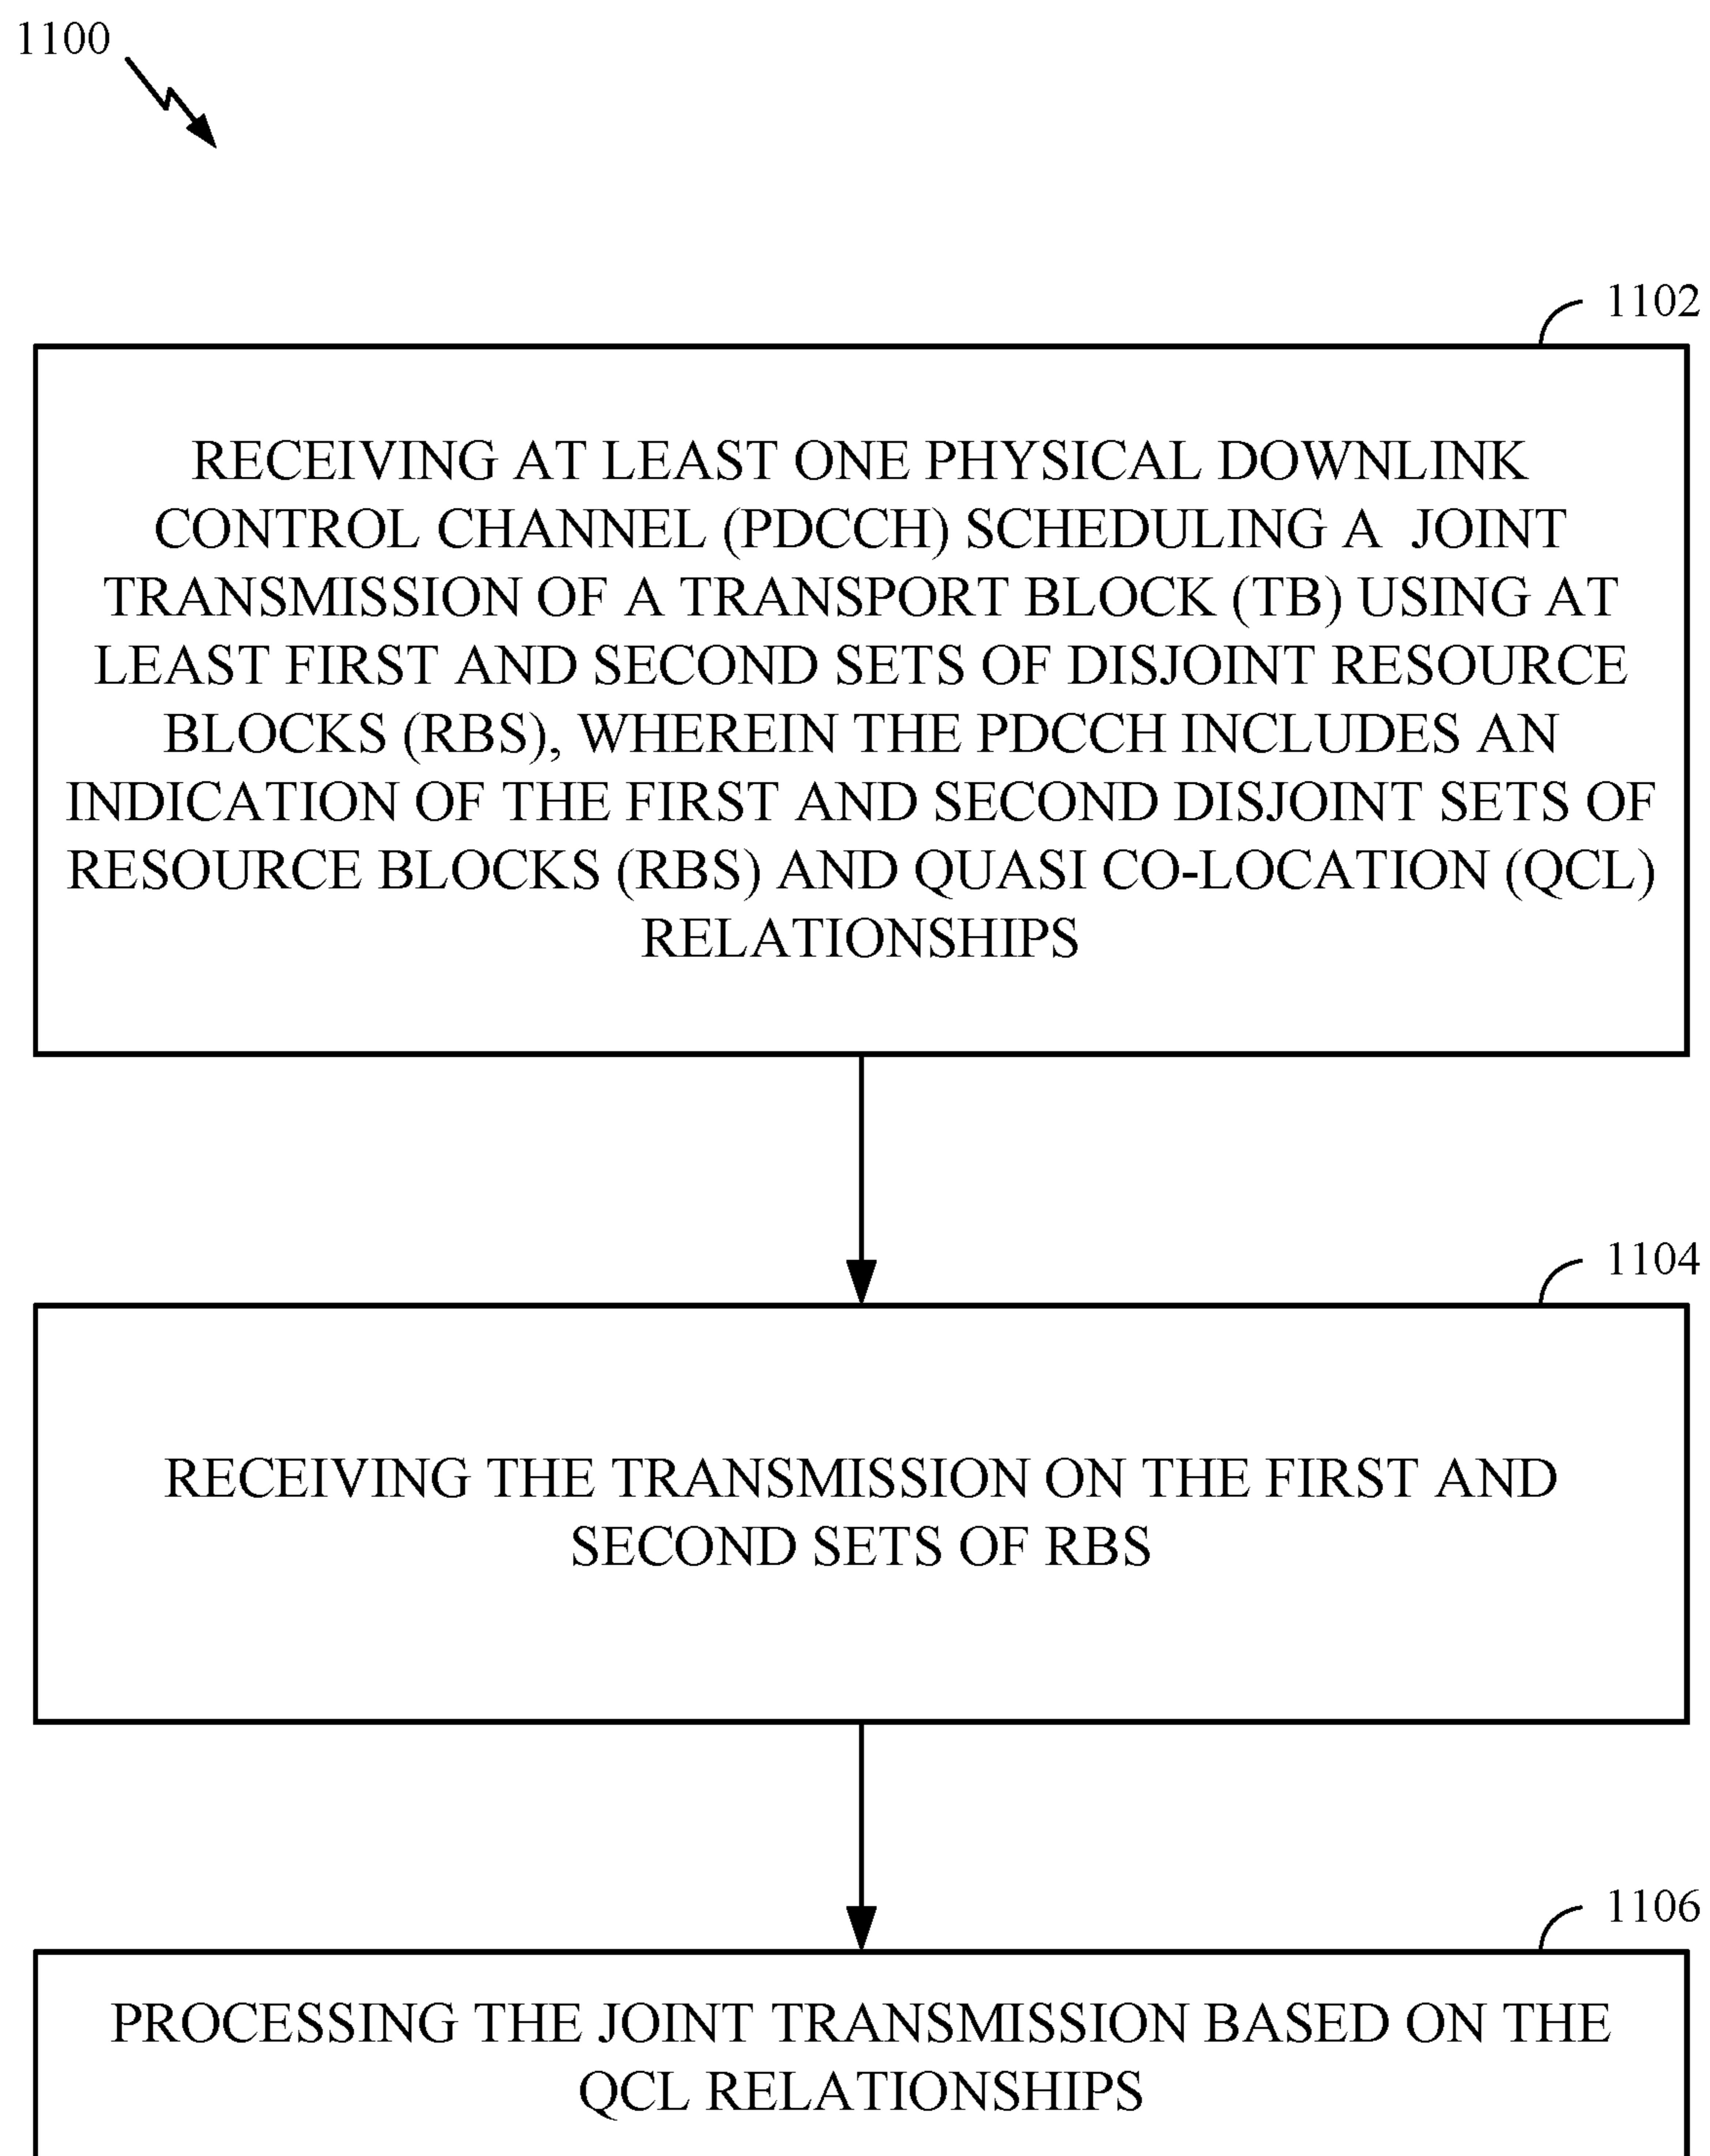 1100
1102
RECEIVING AT LEAST ONE PHYSICAL DOWNLINK
CONTROL CHANNEL (PDCCH) SCHEDULING A JOINT
TRANSMISSION OF A TRANSPORT BLOCK (TB) USING AT
LEAST FIRST AND SECOND SETS OF DISJOINT RESOURCE
BLOCKS (RBS), WHEREIN THE PDCCH INCLUDES AN
INDICATION OF THE FIRST AND SECOND DISJOINT SETS OF
RESOURCE BLOCKS (RBS) AND QUASI CO-LOCATION (QCL)
RELATIONSHIPS
1104
RECEIVING THE TRANSMISSION ON THE FIRST AND
SECOND SETS OF RBS
1106
PROCESSING THE JOINT TRANSMISSION BASED ON THE
QCL RELATIONSHIPS